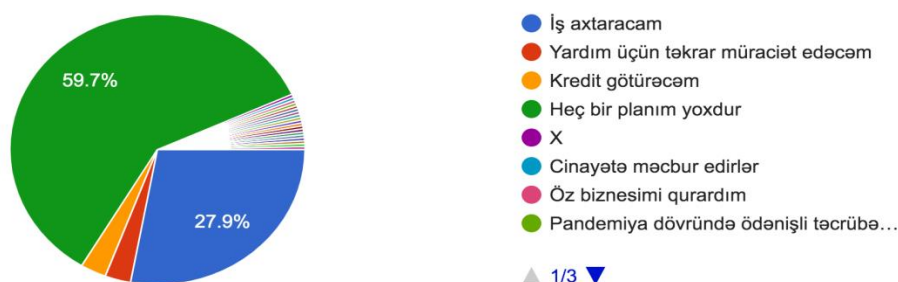 59.7%
27.9%
İş axtaracam
Yardım üçün təkrar müraciət edəcəm
Kredit götürəcəm
Heç bir planım yoxdur
X
Cinayətə məcbur edirlər
Öz biznesimi qurardım
Pandemiya dövründə ödənişli təcrübə…
1/3